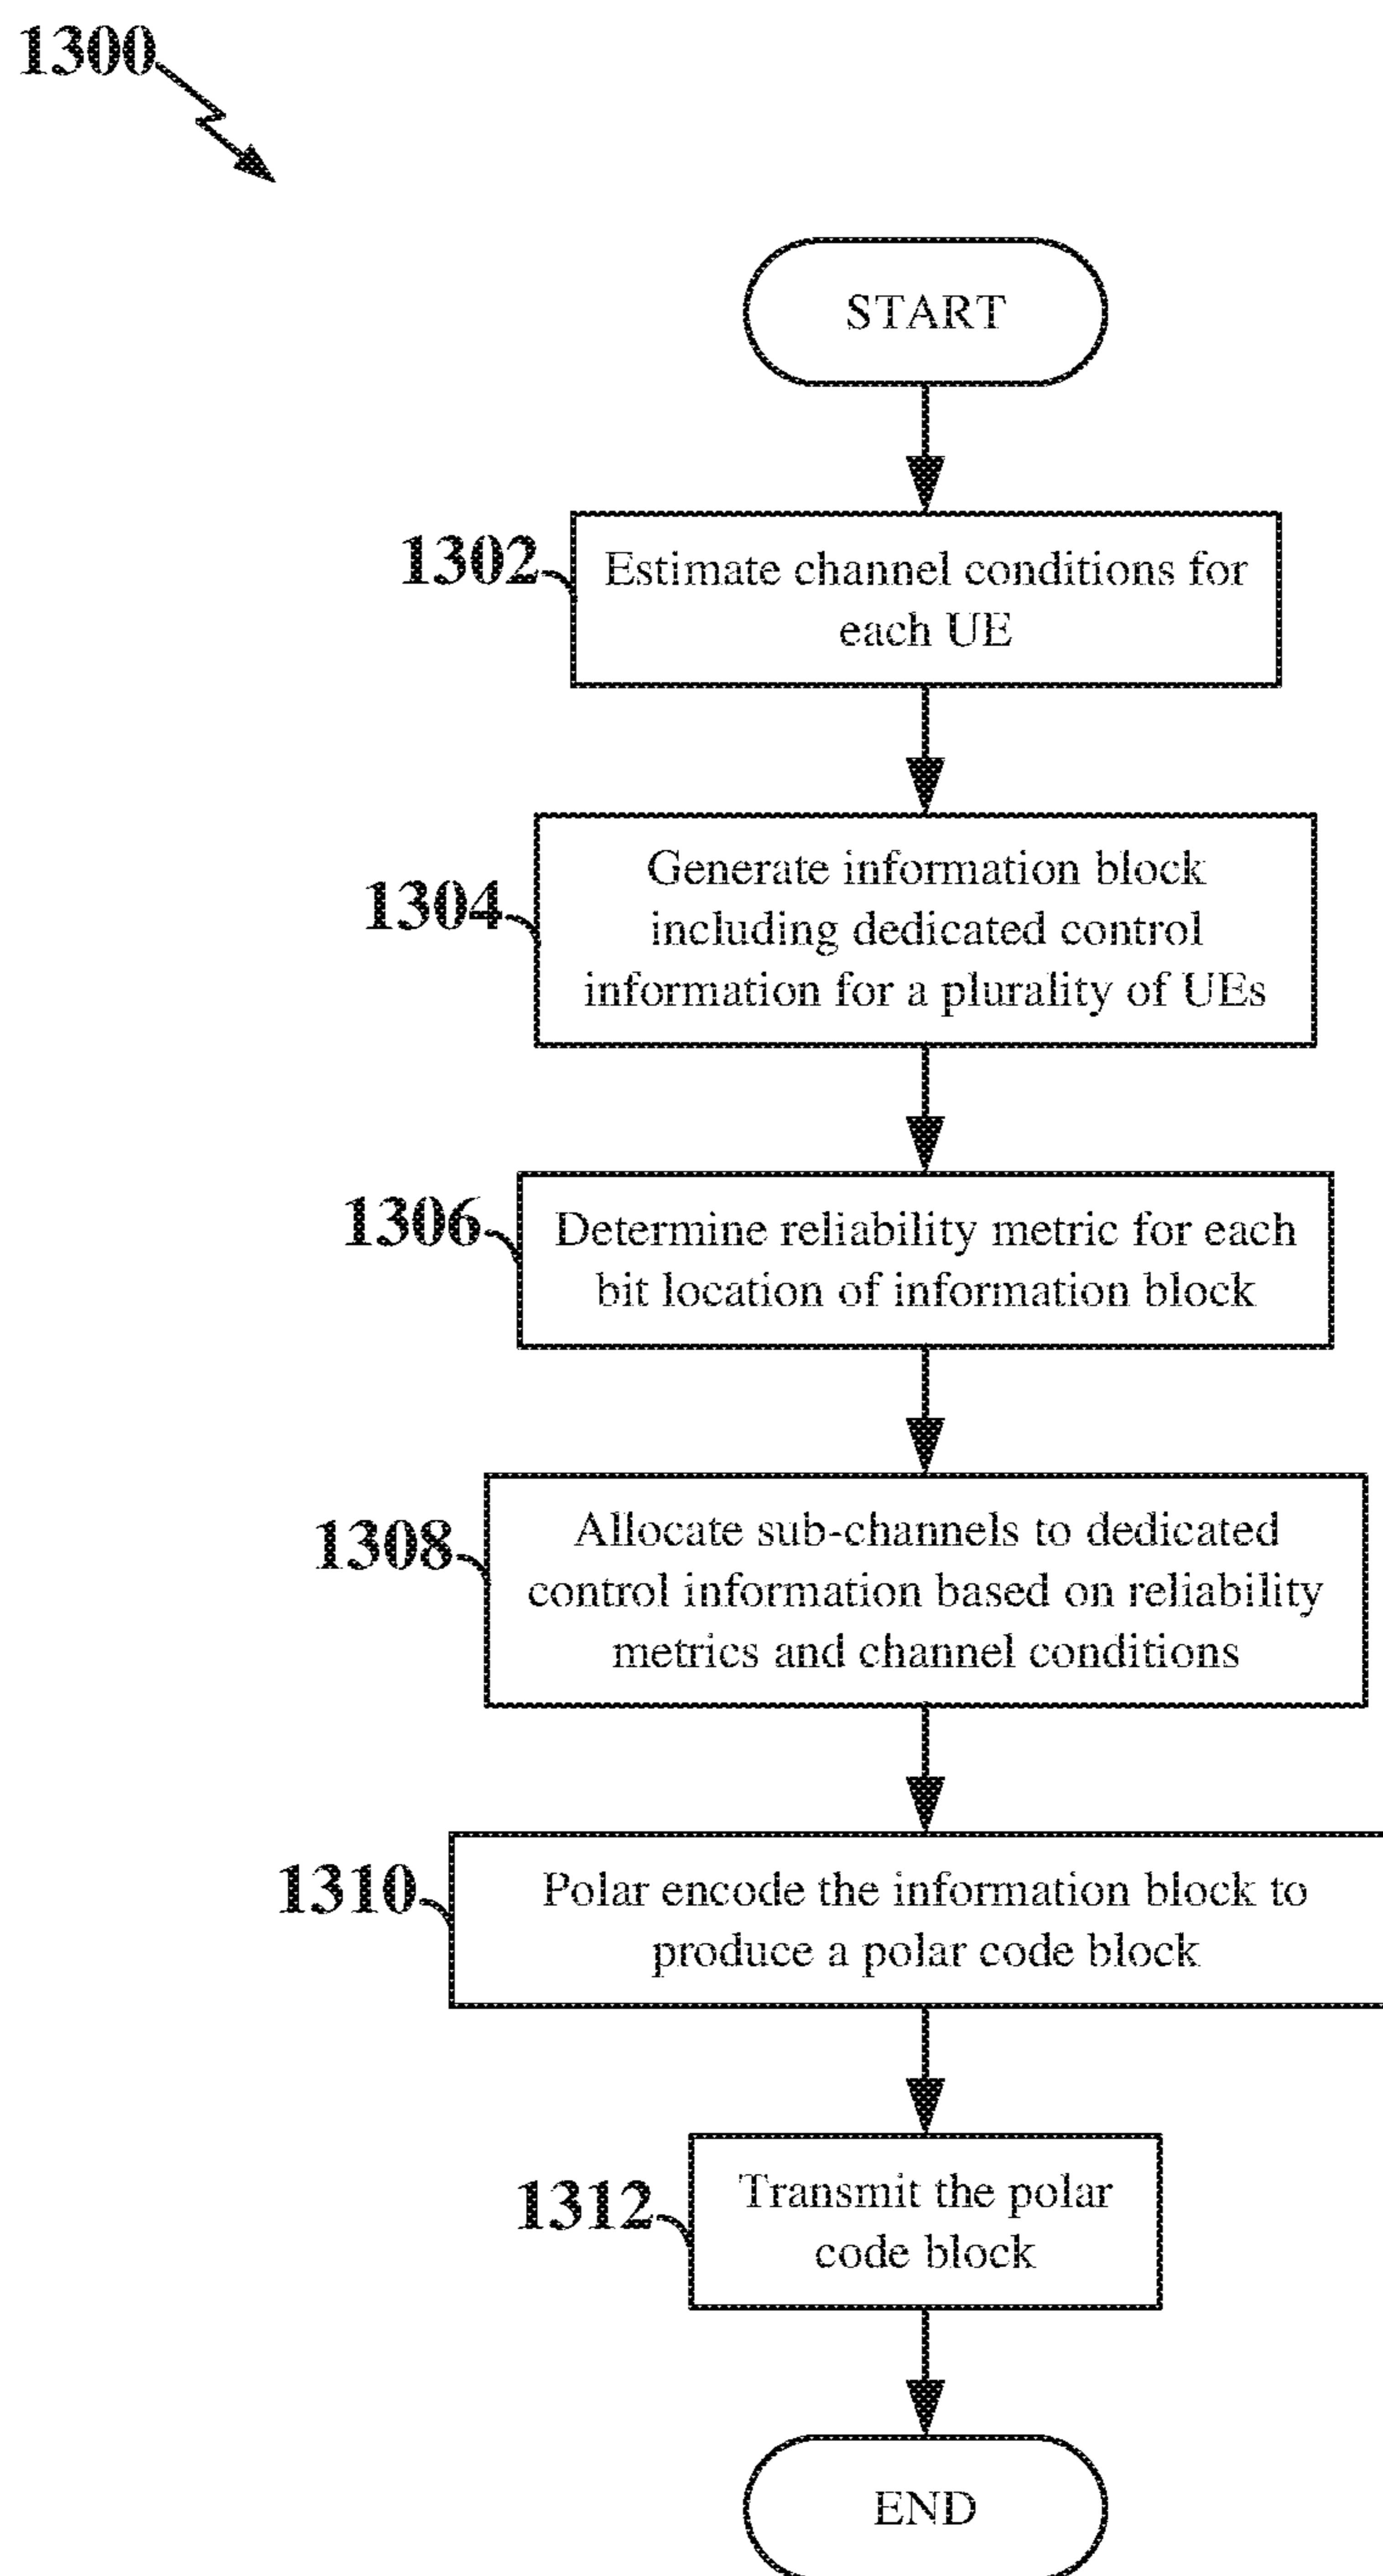 1300
START
1302
Estimate channel conditions for
each UE
1304
Generate information block
including dedicated control
information for a plurality of UEs
1306
Determine reliability metric for each
bit location of information block
1308
Allocate sub-channels to dedicated
control information based on reliability
metrics and channel conditions
1310
Polar encode the information block to
produce a polar code block
1312
Transmit the polar
code block
END